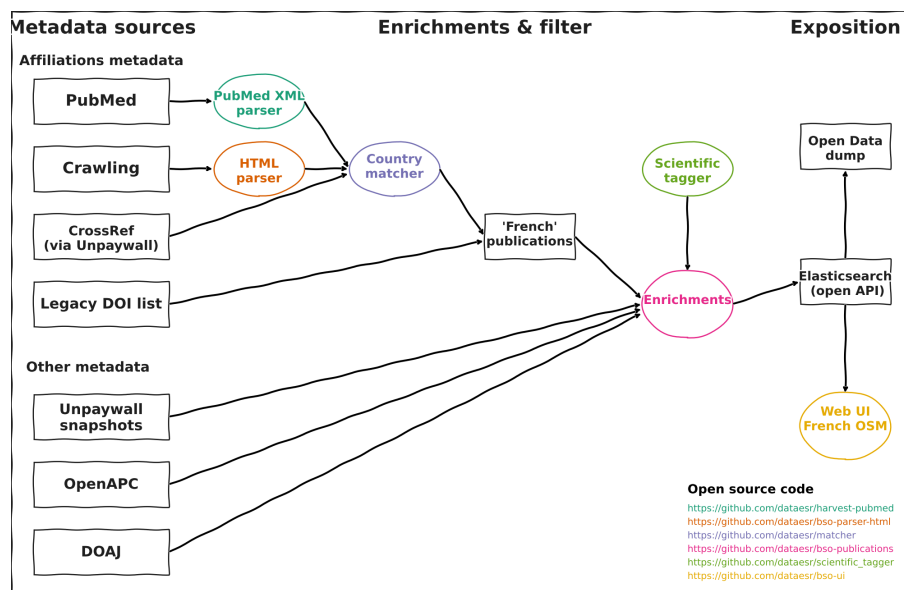 Metadata sources
Enrichments & filter
Exposition
Affiliations metadata
PubMed
PubMed XML
parser
Crawling
HTML
parser
Country
matcher
Scientific
tagger
Open Data
dump
CrossRef
(via Unpaywall)
'French'
publications
Legacy DOI list
Enrichments
Elasticsearch
(open API)
Other metadata
Unpaywall
snapshots
Web UI
French OSM
OpenAPC
DOAJ
Open source code
https://github.com/dataesr/harvest-pubmed
https://github.com/dataesr/bso-parser-html
https://github.com/dataesr/matcher
https://github.com/dataesr/bso-publications
https://github.com/dataesr/scientific_tagger
https://github.com/dataesr/bso-ui